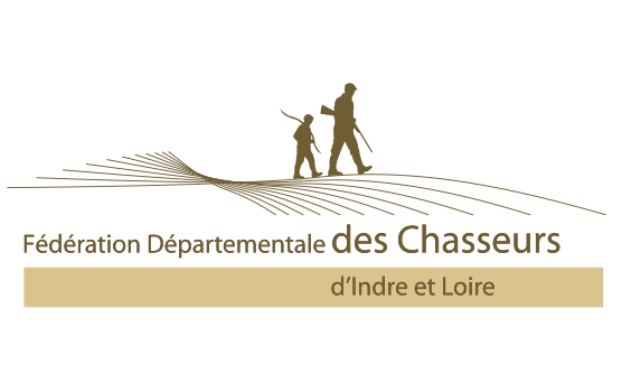 Fédération Départementale des Chasseurs
d'Indre et Loire